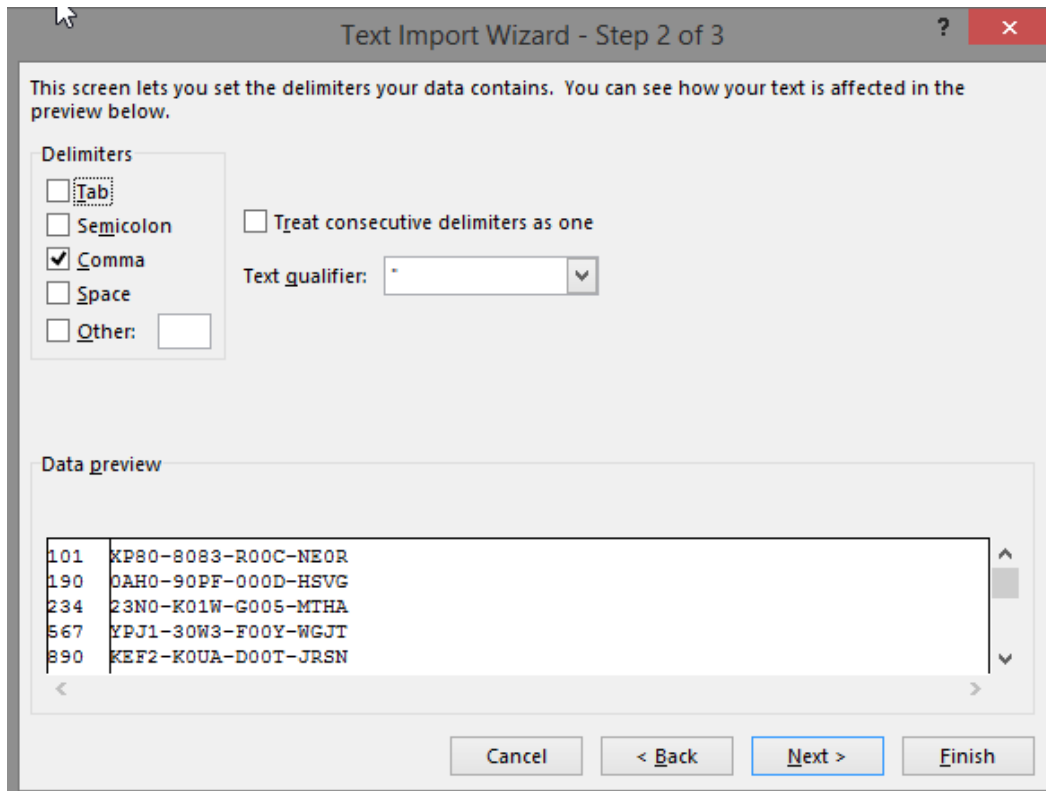 Text Import Wizard - Step 2 of 3
?
This screen lets you set the delimiters your data contains.  You can see how your text is affected in the
preview below.
Delimiters
Tab
Semicolon
Treat consecutive delimiters as one
Comma
Text qualifier: "
Space
Other:
Data preview
101 XP80-8083-R00C-NE0R
190 0AH0-90PF-000D-HSVG
234 23N0-K01W-G005-MTHA
567 YPJ1-30W3-F00Y-WGJT
890 KEF2-K0UA-D00T-JRSN
Cancel
< Back
Next >
Finish